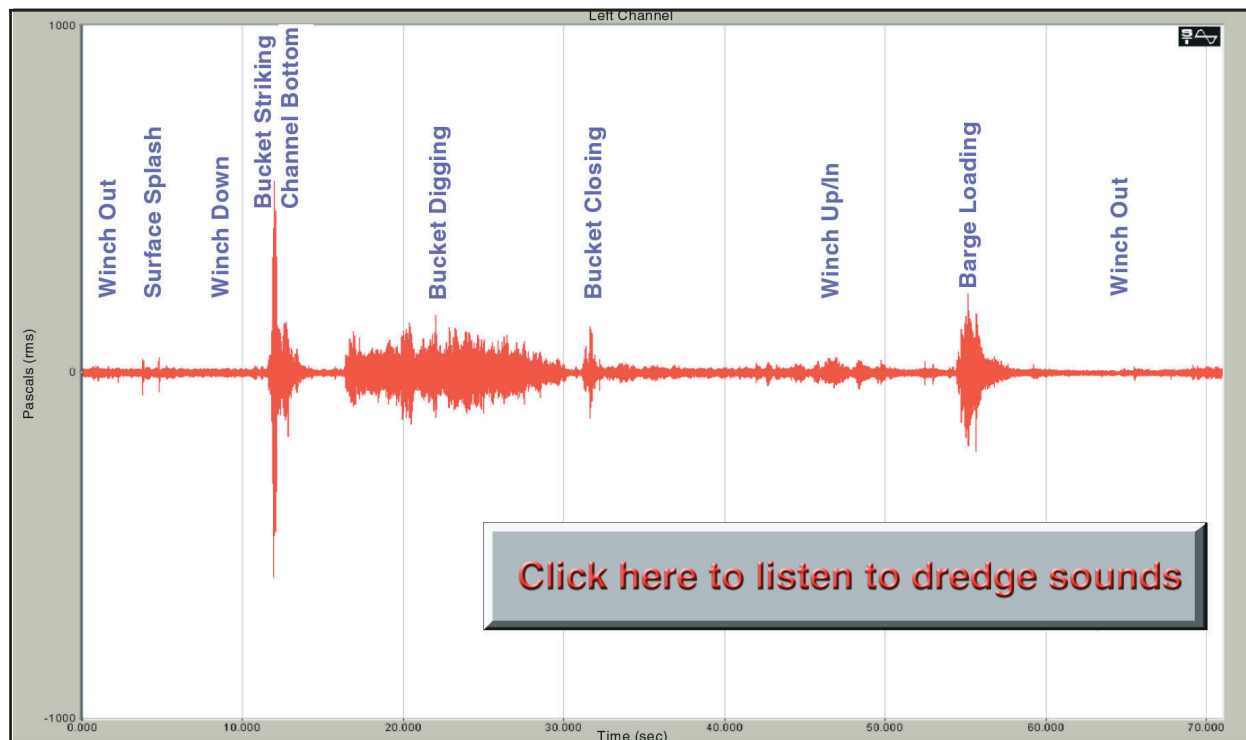 Left Channel
1000
Winch Out
Surface Splash
Winch Down
Bucket Striking
Channel Bottom
Bucket Digging
Bucket Closing
Winch Up/In
Barge Loading
Winch Out
Pascals (rms)
0
Click here to listen to dredge sounds
-1000
0.000 10.000 20.000 30.000 40.000 50.000 60.000 70.000
Time (sec)